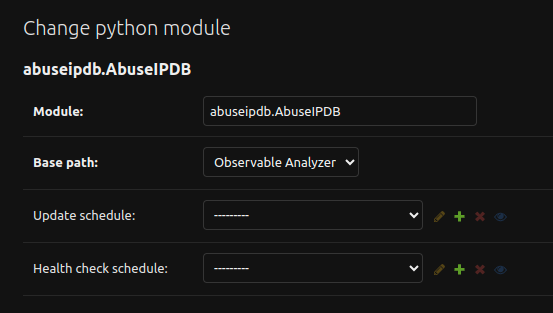 Change python module
abuseipdb.AbuseIPDB
Module: abuseipdb.AbuseIPDB
Base path: Observable Analyzer
Update schedule: ---------
Health check schedule: ---------